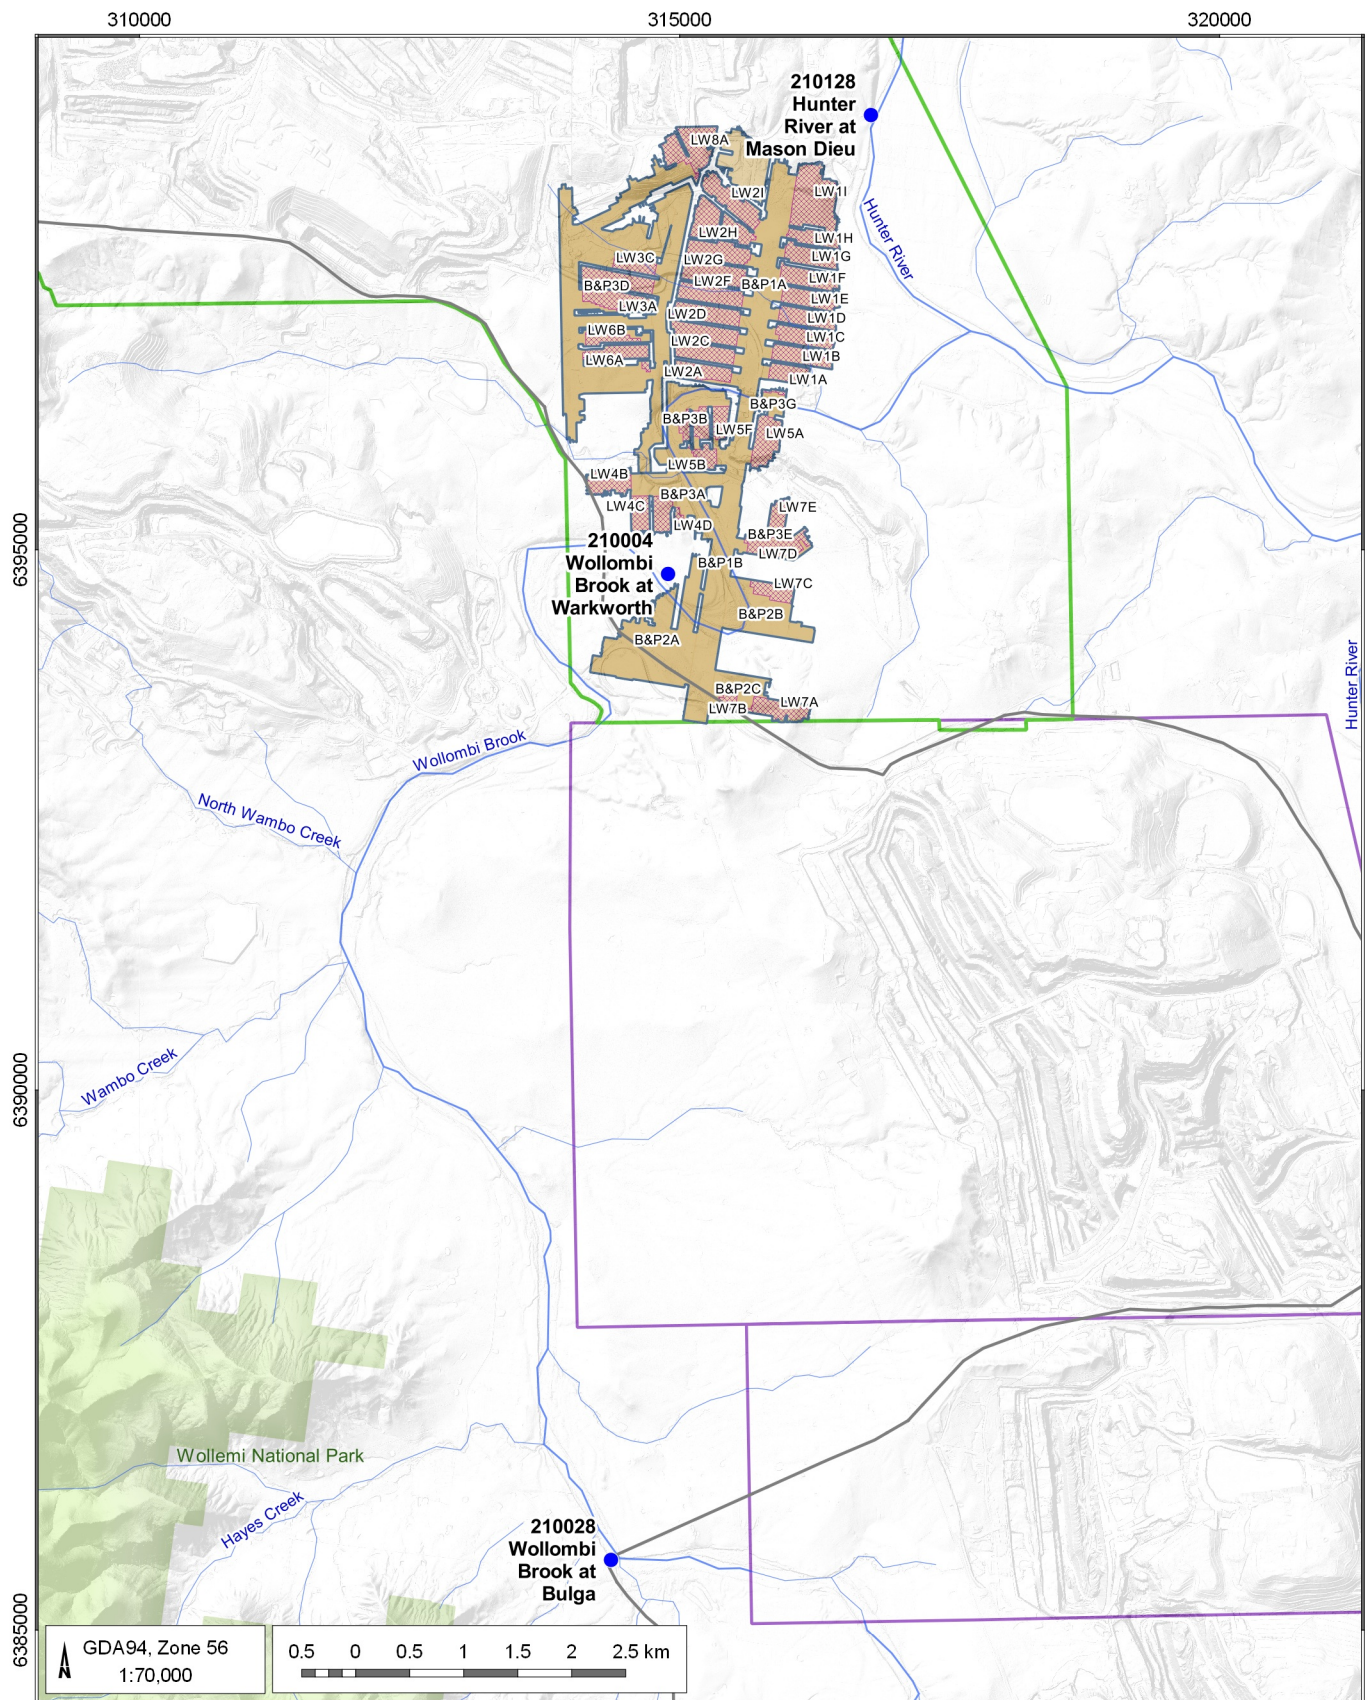 310000
315000
320000
210128
Hunter
River at
Mason Dieu
LW8A
LW2I
LW1I
Hunter River
LW2H
LW1H
LW3C
LW2G
LW1G
B&P3D
LW2F
B&P1A
LW1F
LW3A
LW1E
LW2D
LW1D
LW6B
LW2C
LW1C
LW6A
LW1B
LW2A
LW1A
B&P3G
B&P3B
LW5F
LW5A
LW5B
LW4B
B&P3A
LW4C
LW7E
LW4D
B&P3E
LW7D
6395000
210004
Wollombi
Brook at
Warkworth
B&P1B
LW7C
B&P2B
B&P2A
B&P2C
LW7B
LW7A
Hunter River
Wollombi Brook
North Wambo Creek
Wambo Creek
6390000
Wollemi National Park
Hayes Creek
210028
Wollombi
Brook at
Bulga
6385000
N
GDA94, Zone 56
1:70,000
0.5 0 0.5 1 1.5 2 2.5 km